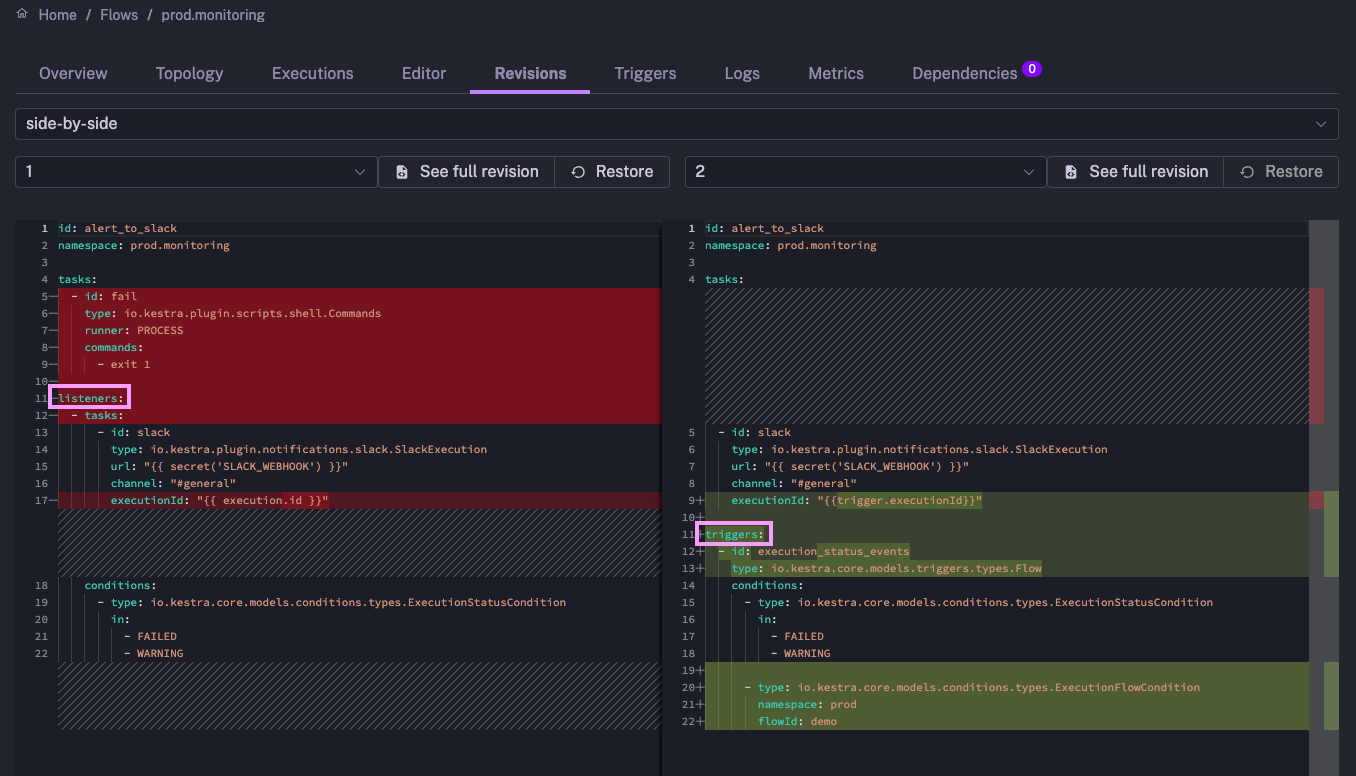 Home / Flows / prod.monitoring
Overview Topology Executions Editor Revisions Triggers Logs Metrics Dependencies 0
side-by-side
1 See full revision Restore 2 See full revision Restore
1 id: alert_to_slack
2 namespace: prod.monitoring
3
4 tasks:
5— - id: fail
6— type: io.kestra.plugin.scripts.shell.Commands
7— runner: PROCESS
8— commands:
9— - exit 1
10—
11— listeners:
12— - tasks:
13 - id: slack
14 type: io.kestra.plugin.notifications.slack.SlackExecution
15 url: "{{ secret('SLACK_WEBHOOK') }}"
16 channel: "#general"
17— executionId: "{{ execution.id }}"
18 conditions:
19 - type: io.kestra.core.models.conditions.types.ExecutionStatusCondition
20 in:
21 - FAILED
22 - WARNING
1 id: alert_to_slack
2 namespace: prod.monitoring
3
4 tasks:
5 - id: slack
6 type: io.kestra.plugin.notifications.slack.SlackExecution
7 url: "{{ secret('SLACK_WEBHOOK') }}"
8 channel: "#general"
9+ executionId: "{{trigger.executionId}}"
10+
11+ triggers:
12+ - id: execution_status_events
13+ type: io.kestra.core.models.triggers.types.Flow
14 conditions:
15 - type: io.kestra.core.models.conditions.types.ExecutionStatusCondition
16 in:
17 - FAILED
18 - WARNING
19+
20+ - type: io.kestra.core.models.conditions.types.ExecutionFlowCondition
21+ namespace: prod
22+ flowId: demo